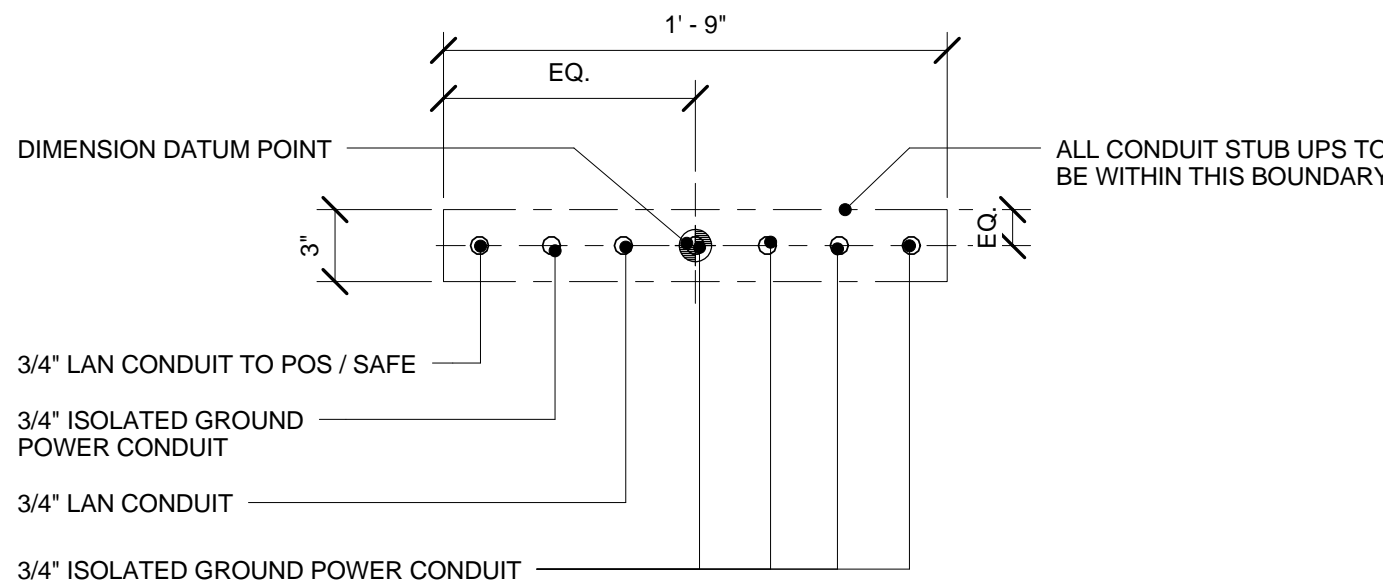 1' - 9"
EQ.
DIMENSION DATUM POINT
ALL CONDUIT STUB UPS TO
BE WITHIN THIS BOUNDARY
EQ.
3"
3/4" LAN CONDUIT TO POS / SAFE
3/4" ISOLATED GROUND
POWER CONDUIT
3/4" LAN CONDUIT
3/4" ISOLATED GROUND POWER CONDUIT